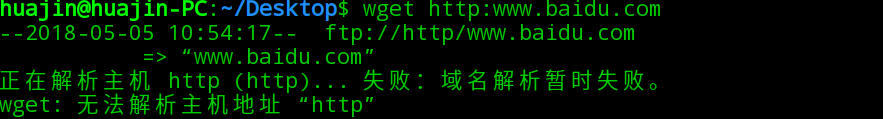 huajin@huajin-PC:~/Desktop$ wget http:www.baidu.com
--2018-05-05 10:54:17--  ftp://http/www.baidu.com
           => “www.baidu.com”
正在解析主机 http (http)... 失败：域名解析暂时失败。
wget: 无法解析主机地址 “http”